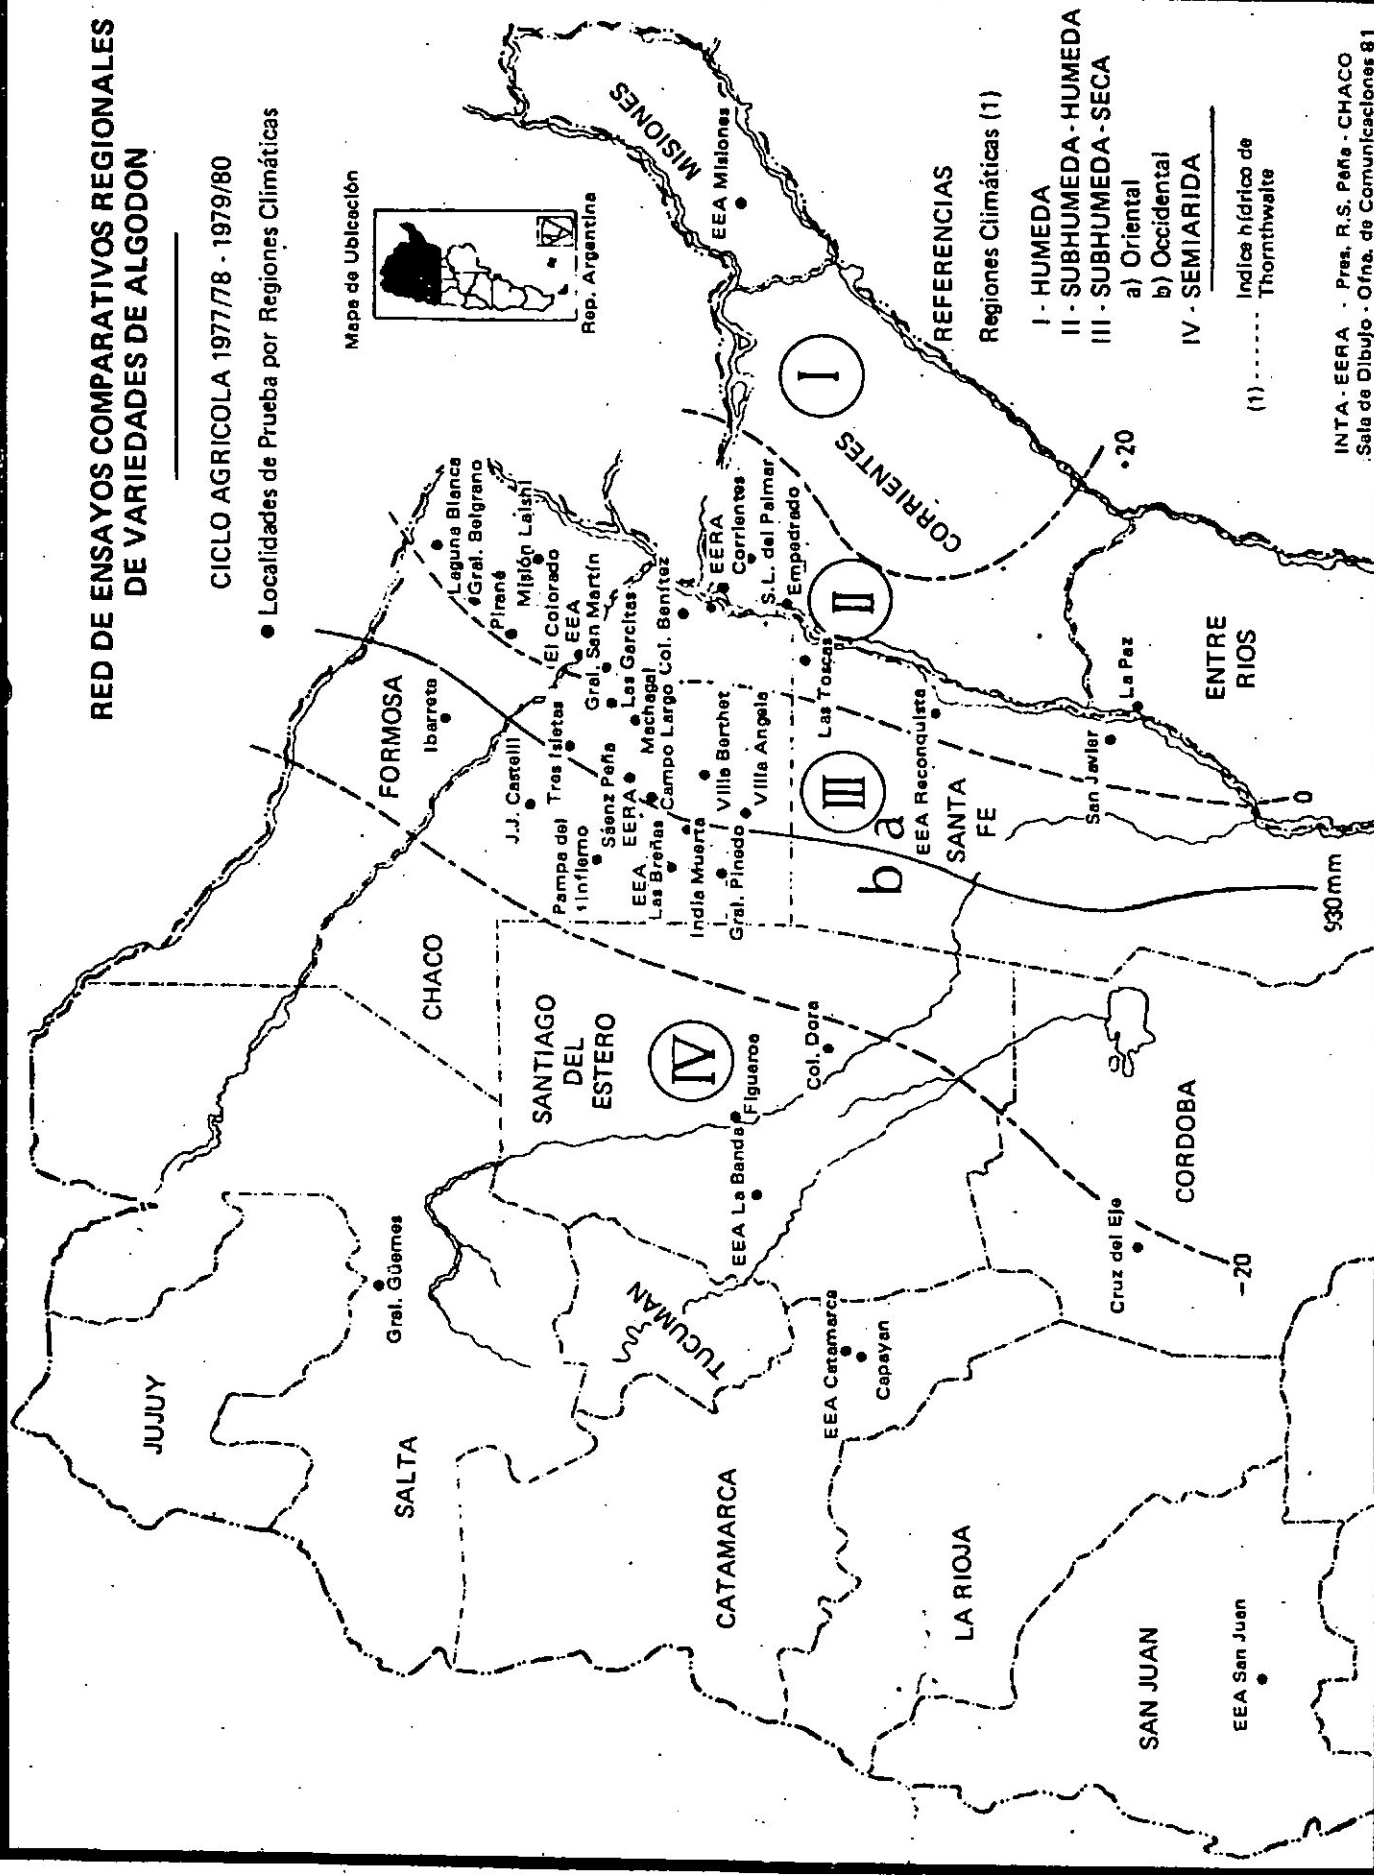 RED DE ENSAYOS COMPARATIVOS REGIONALES
DE VARIEDADES DE ALGODON
CICLO AGRICOLA 1977/78 - 1979/80
● Localidades de Prueba por Regiones Climáticas
Mapa de Ubicación
Rep. Argentina
JUJUY
SALTA
Gral. Güemes
FORMOSA
Ibarreta
Laguna Blanca
Gral. Belgrano
Pirané
Misión Laishí
El Colorado
EEA
Gral. San Martín
Las Garcitas
Machagai
Col. Benítez
Campo Largo
CHACO
J.J. Castelli
Tres Isletas
Pampa del
Infierno
Sáenz Peña
EERA
EEA
Las Breñas
India Muerta
Villa Berthet
Gral. Pinedo
Villa Angela
MISIONES
EEA Misiones
EERA
Corrientes
S.L. del Palmar
Empedrado
CORRIENTES
I
II
III
a
b
IV
SANTIAGO
DEL
ESTERO
Figueroa
EEA La Banda
Col. Dora
TUCUMAN
CATAMARCA
EEA Catamarca
Capayan
LA RIOJA
SAN JUAN
EEA San Juan
CORDOBA
Cruz del Eje
Las Toscas
EEA Reconquista
SANTA
FE
San Javier
La Paz
ENTRE
RIOS
-20
930mm
0
+20
REFERENCIAS
Regiones Climáticas (1)
I - HUMEDA
II - SUBHUMEDA - HUMEDA
III - SUBHUMEDA - SECA
a) Oriental
b) Occidental
IV - SEMIARIDA
(1) ------ Indice hídrico de
Thornthwaite
INTA - EERA - Pres. R.S. Peña - CHACO
Sala de Dibujo - Ofna. de Comunicaciones 81